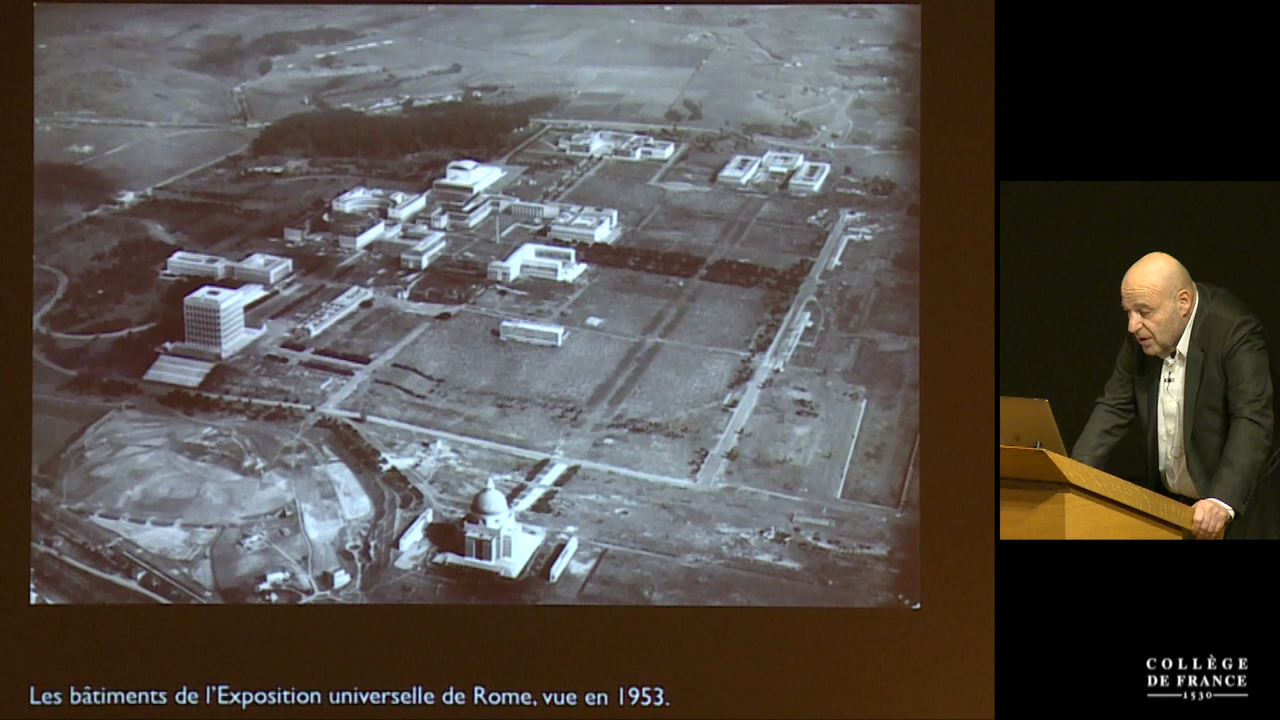 Les bâtiments de l'Exposition universelle de Rome, vue en 1953.
COLLÈGE
DE FRANCE
1530